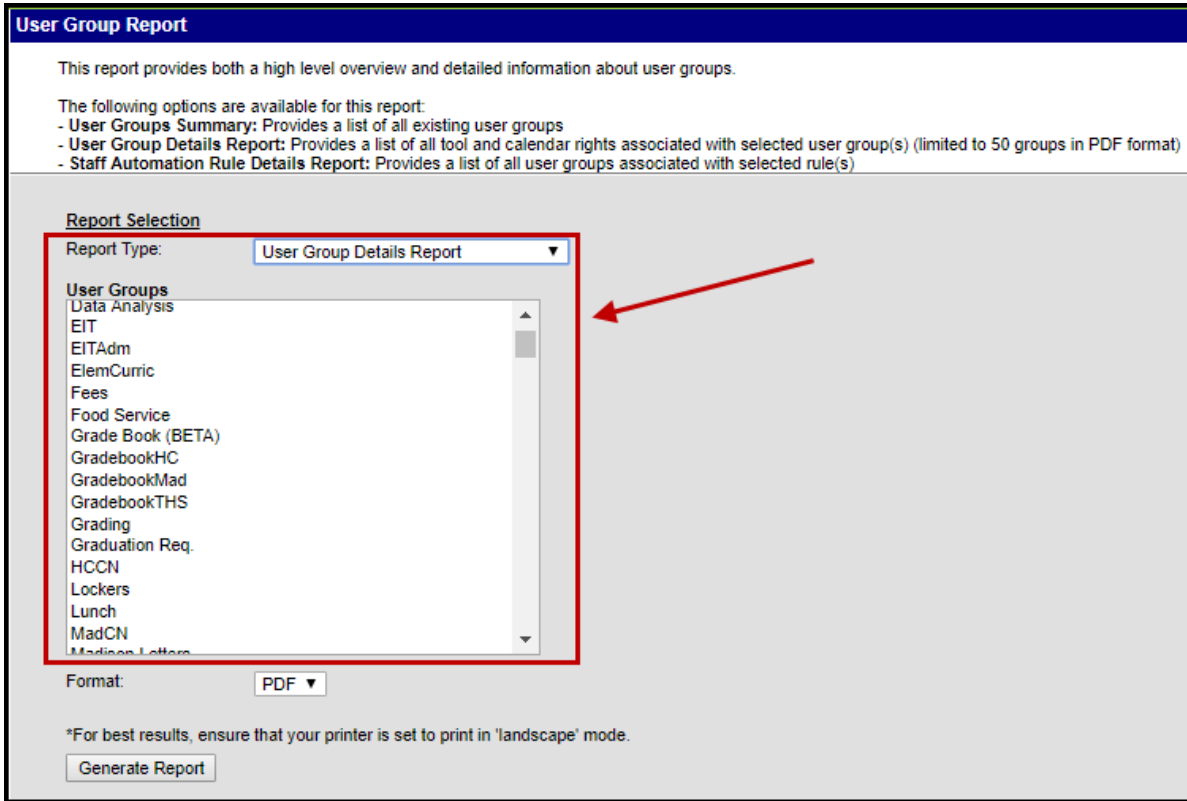 User Group Report
This report provides both a high level overview and detailed information about user groups.
The following options are available for this report:
- User Groups Summary: Provides a list of all existing user groups
- User Group Details Report: Provides a list of all tool and calendar rights associated with selected user group(s) (limited to 50 groups in PDF format)
- Staff Automation Rule Details Report: Provides a list of all user groups associated with selected rule(s)
Report Selection
Report Type: User Group Details Report ▼
User Groups
Data Analysis
EIT
EITAdm
ElemCurric
Fees
Food Service
Grade Book (BETA)
GradebookHC
GradebookMad
GradebookTHS
Grading
Graduation Req.
HCCN
Lockers
Lunch
MadCN
Madison Letters
Format: PDF ▼
*For best results, ensure that your printer is set to print in 'landscape' mode.
Generate Report